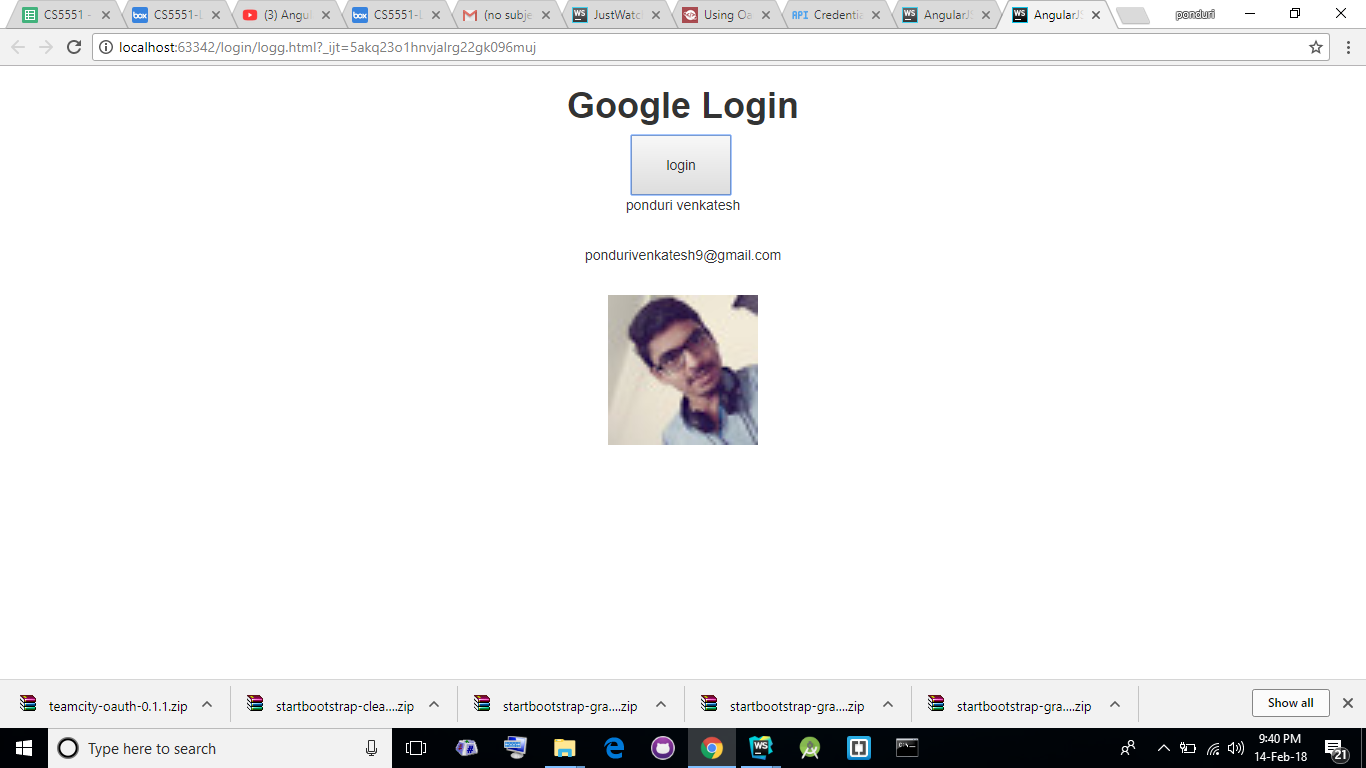 CS5551 -
CS5551-L
(3) Angul
CS5551-L
(no subje
JustWatc
Using Oa
API Credentia
AngularJS
AngularJS
ponduri
localhost:63342/login/logg.html?_ijt=5akq23o1hnvjalrg22gk096muj
Google Login
login
ponduri venkatesh
pondurivenkatesh9@gmail.com
teamcity-oauth-0.1.1.zip
startbootstrap-clea....zip
startbootstrap-gra....zip
startbootstrap-gra....zip
startbootstrap-gra....zip
Show all
Type here to search
9:40 PM
14-Feb-18
21